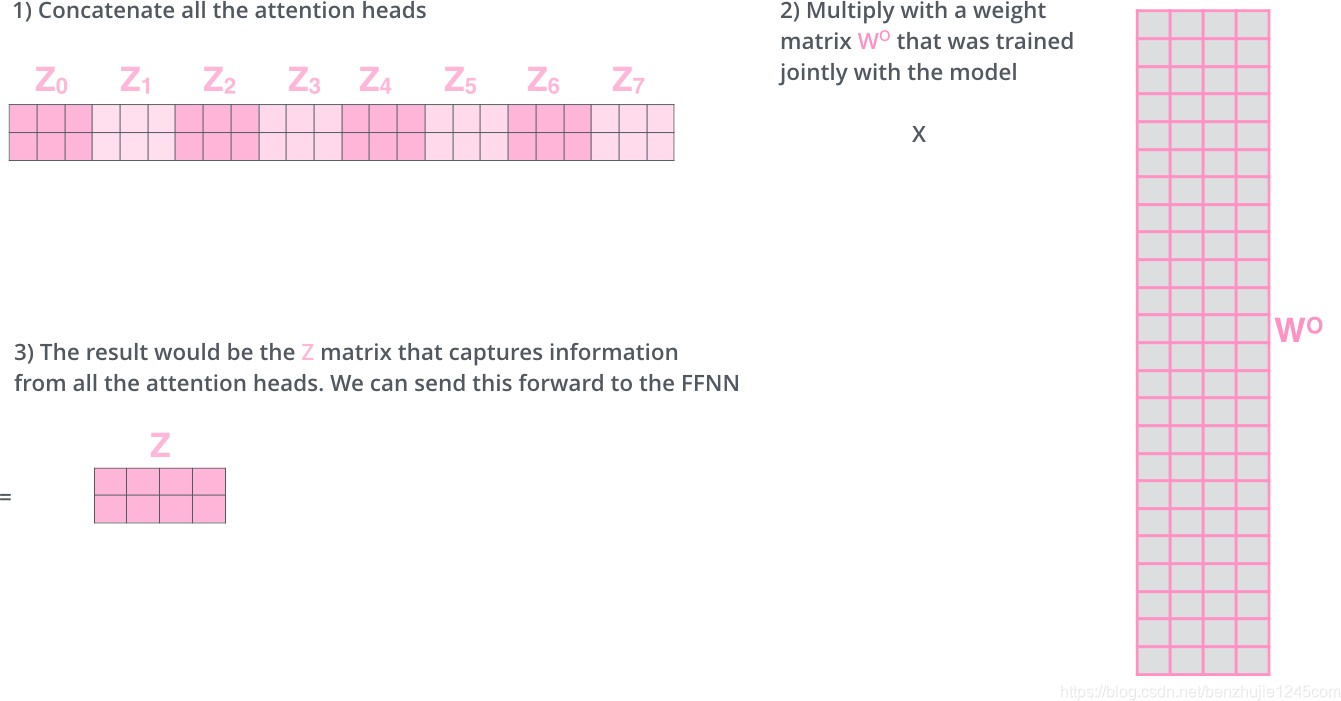 1) Concatenate all the attention heads
Z0 Z1 Z2 Z3 Z4 Z5 Z6 Z7
2) Multiply with a weight
matrix WO that was trained
jointly with the model
X
WO
3) The result would be the Z matrix that captures information
from all the attention heads. We can send this forward to the FFNN
Z
=
https://blog.csdn.net/benzhujie1245com